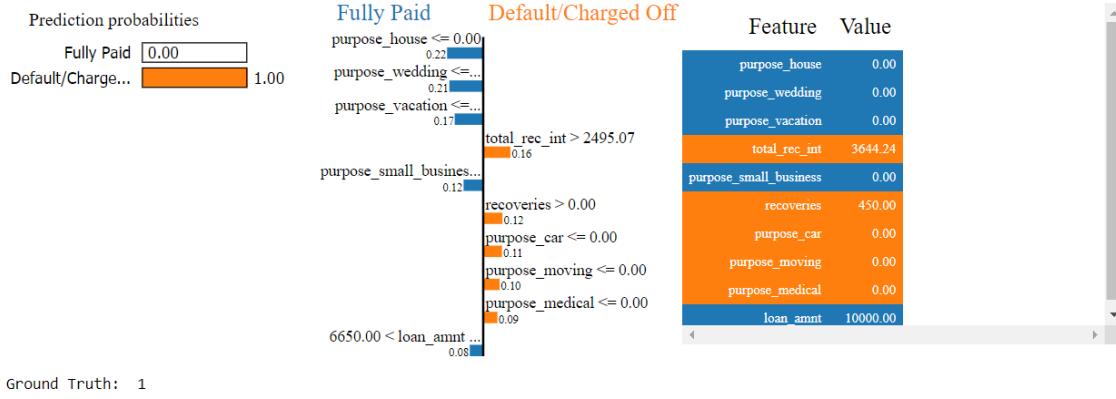 Prediction probabilities
Fully Paid 0.00
Default/Charge... 1.00
Fully Paid Default/Charged Off
purpose_house <= 0.00
0.22
purpose_wedding <=...
0.21
purpose_vacation <=...
0.17
total_rec_int > 2495.07
0.16
purpose_small_busines...
0.12
recoveries > 0.00
0.12
purpose_car <= 0.00
0.11
purpose_moving <= 0.00
0.10
purpose_medical <= 0.00
0.09
6650.00 < loan_amnt ...
0.08
Feature Value
purpose_house 0.00
purpose_wedding 0.00
purpose_vacation 0.00
total_rec_int 3644.24
purpose_small_business 0.00
recoveries 450.00
purpose_car 0.00
purpose_moving 0.00
purpose_medical 0.00
loan_amnt 10000.00
Ground Truth: 1